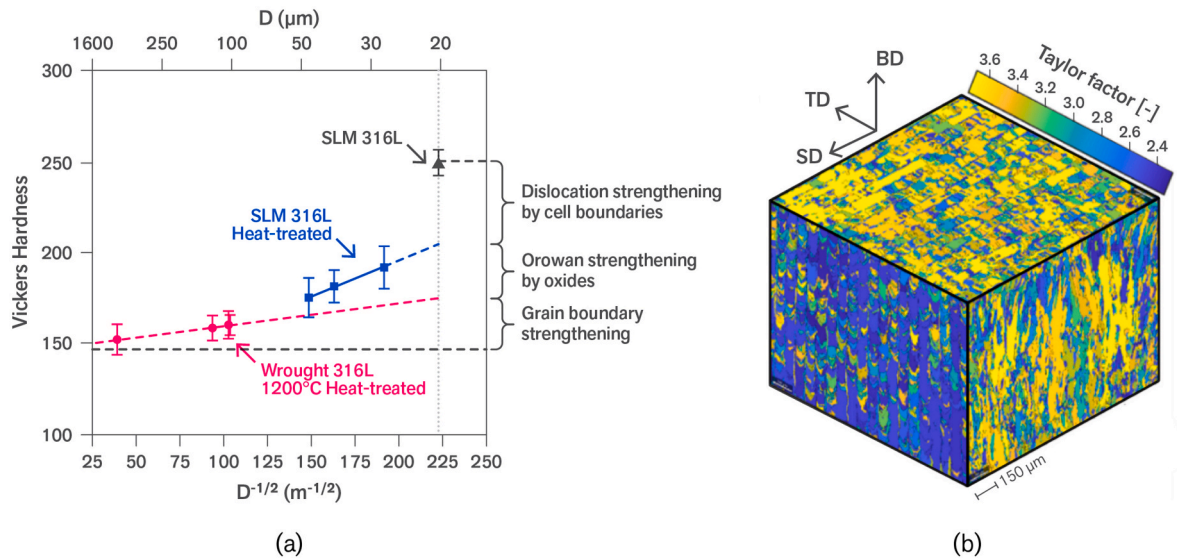 D (μm)
1600 250 100 50 30 20
300
250
200
150
100
Vickers Hardness
SLM 316L
SLM 316L
Heat-treated
Wrought 316L
1200°C Heat-treated
Dislocation strengthening
by cell boundaries
Orowan strengthening
by oxides
Grain boundary
strengthening
25 50 75 100 125 150 175 200 225 250
D-1/2 (m-1/2)
(a)
BD
TD
SD
Taylor factor [-]
3.6 3.4 3.2 3.0 2.8 2.6 2.4
150 μm
(b)